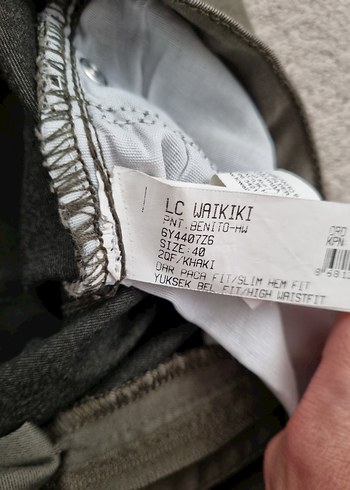 LC WAIKIKI
PNT.BENITO-HW
6Y4407Z6
SIZE:40
2QF/KHAKI
DAR PACA FIT/SLIM HEM FIT
YUKSEK BEL FIT/HIGH WAISTFIT
KPN